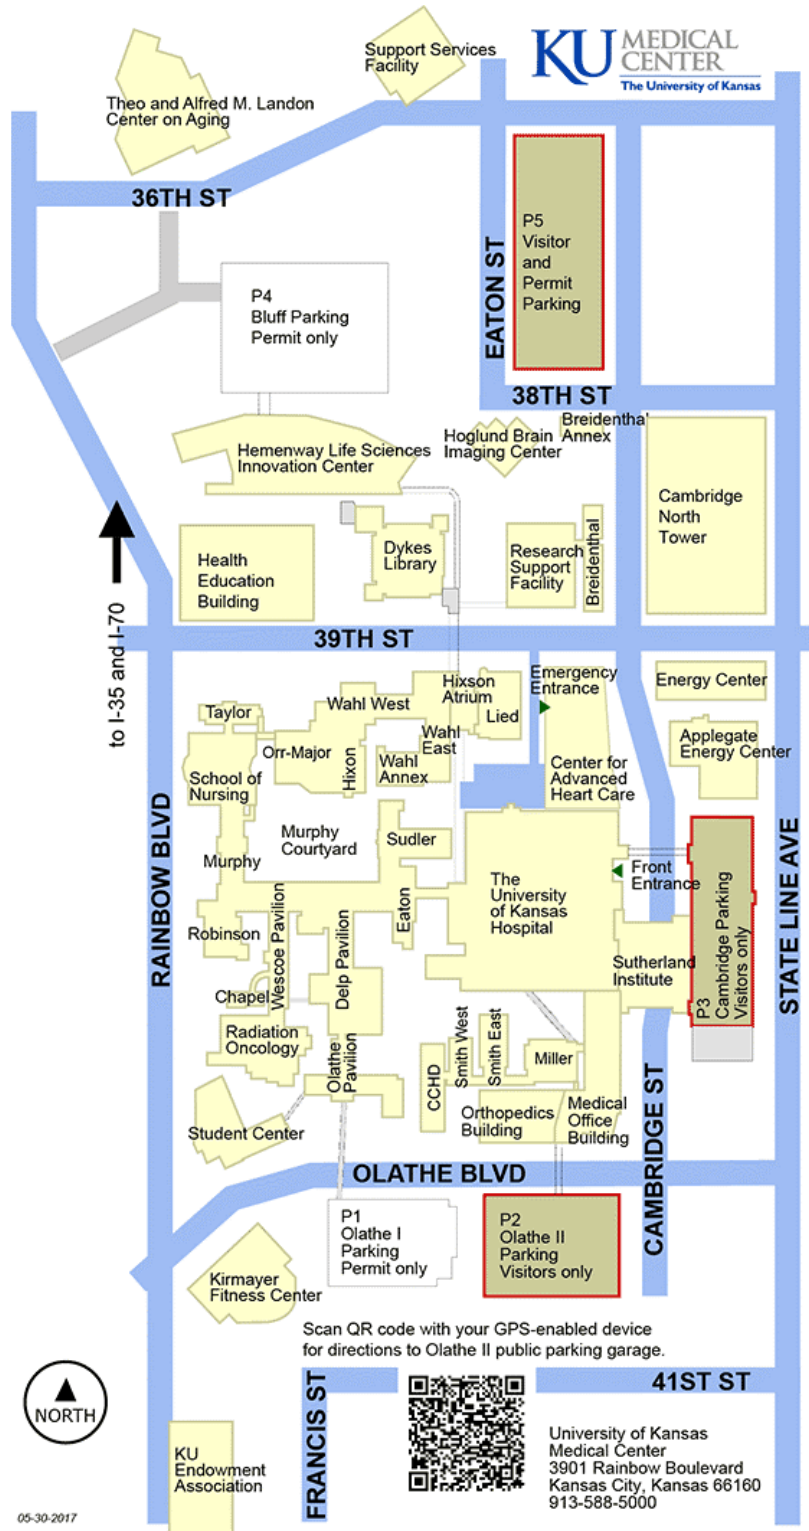 KU MEDICAL
CENTER
The University of Kansas
Support Services
Facility
Theo and Alfred M. Landon
Center on Aging
36TH ST
P5
Visitor
and
Permit
Parking
EATON ST
P4
Bluff Parking
Permit only
38TH ST
Breidenthal
Annex
Hoglund Brain
Imaging Center
Hemenway Life Sciences
Innovation Center
Cambridge
North
Tower
Dykes
Library
Research
Support
Facility
Breidenthal
Health
Education
Building
39TH ST
to I-35 and I-70
Emergency
Entrance
Hixson
Atrium
Energy Center
Wahl West
Lied
Taylor
Wahl
East
Applegate
Energy Center
Orr-Major
Hixon
Wahl
Annex
Center for
Advanced
Heart Care
School of
Nursing
RAINBOW BLVD
STATE LINE AVE
Murphy
Courtyard
Sudler
Murphy
Front
Entrance
The
University
of Kansas
Hospital
Eaton
Wescoe Pavilion
Delp Pavilion
Robinson
P3
Cambridge Parking
Visitors only
Sutherland
Institute
Chapel
Radiation
Oncology
Olathe
Pavilion
Smith West
Smith East
Miller
CCHD
Orthopedics
Building
Medical
Office
Building
Student Center
CAMBRIDGE ST
OLATHE BLVD
P1
Olathe I
Parking
Permit only
P2
Olathe II
Parking
Visitors only
Kirmayer
Fitness Center
Scan QR code with your GPS-enabled device
for directions to Olathe II public parking garage.
41ST ST
FRANCIS ST
NORTH
KU
Endowment
Association
University of Kansas
Medical Center
3901 Rainbow Boulevard
Kansas City, Kansas 66160
913-588-5000
05-30-2017